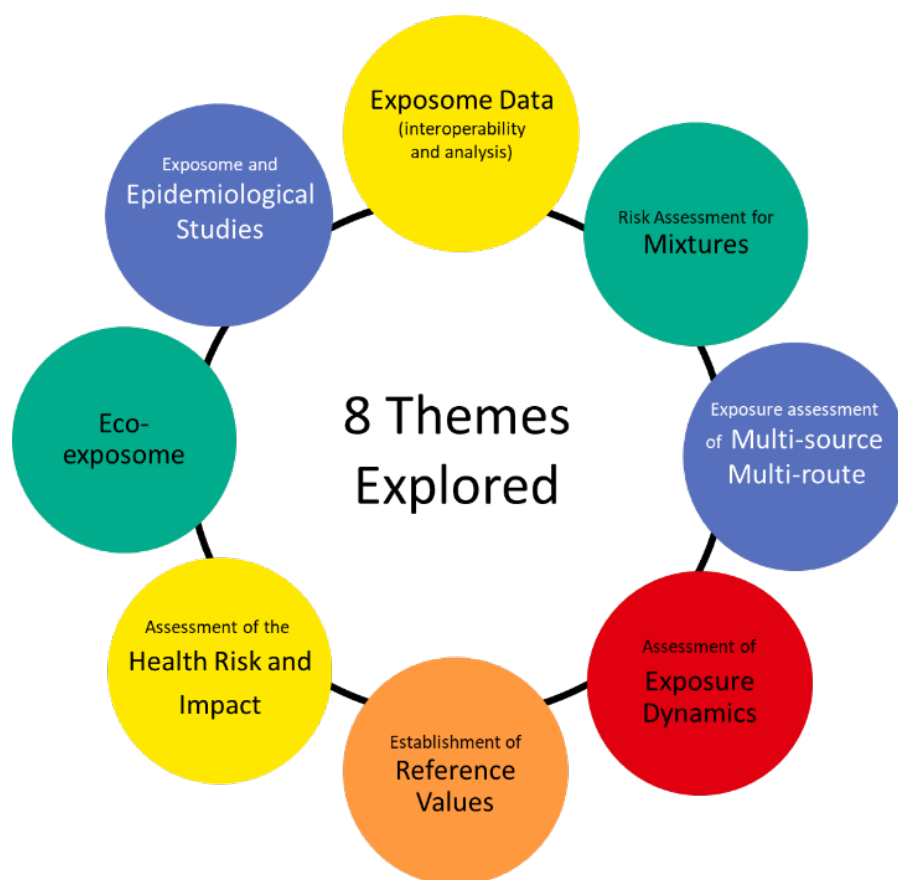 Exposome Data
(interoperability
and analysis)
Risk Assessment for
Mixtures
Exposure assessment
of Multi-source
Multi-route
Assessment of
Exposure
Dynamics
Establishment of
Reference
Values
Assessment of the
Health Risk and
Impact
Eco-
exposome
Exposome and
Epidemiological
Studies
8 Themes
Explored